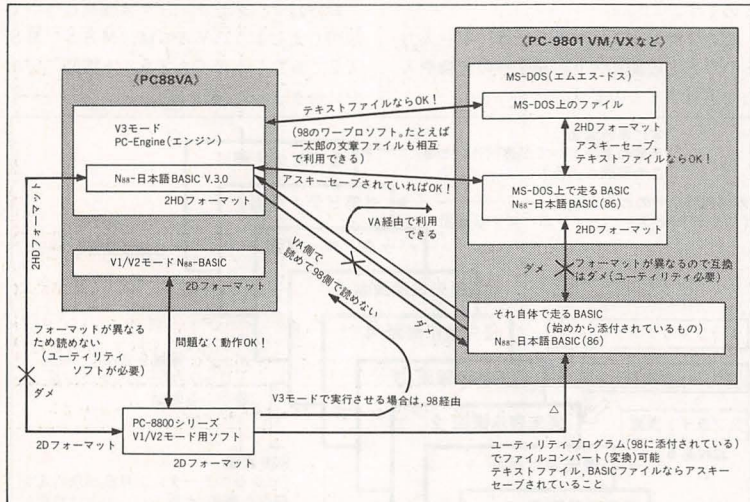 《PC88VA》
V3モード
PC-Engine(エンジン)
N88-日本語BASIC V,3,0
2HDフォーマット
V1/V2モード N88-BASIC
2Dフォーマット
2HDフォーマット
フォーマットが異なる
ため読めない
(ユーティリティ
ソフトが必要)
ダメ
2Dフォーマット
問題なく動作OK!
PC-8800シリーズ
V1/V2モード用ソフト
2Dフォーマット
V3モードで実行させる場合は,98経由
テキストファイルならOK!
(98のワープロソフト。たとえば
一太郎の文章ファイルも相互
で利用できる)
アスキーセーブされていればOK!
VA経由で利用
できる
VA側で
読めて98側で読めない
ダメ
《PC-9801 VM/VXなど》
MS-DOS(エムエス-ドス)
MS-DOS上のファイル
2HDフォーマット
アスキーセーブ,
テキストファイルならOK!
MS-DOS上で走るBASIC
N88-日本語BASIC(86)
2HDフォーマット
ダメ
フォーマットが異なるので互換
はダメ(ユーティリティ必要)
それ自体で走るBASIC
(始めから添付されているもの)
N88-日本語BASIC(86)
△
ユーティリティプログラム(98に添付されている)
でファイルコンバート(変換)可能
テキストファイル,BASICファイルならアスキー
セーブされていること